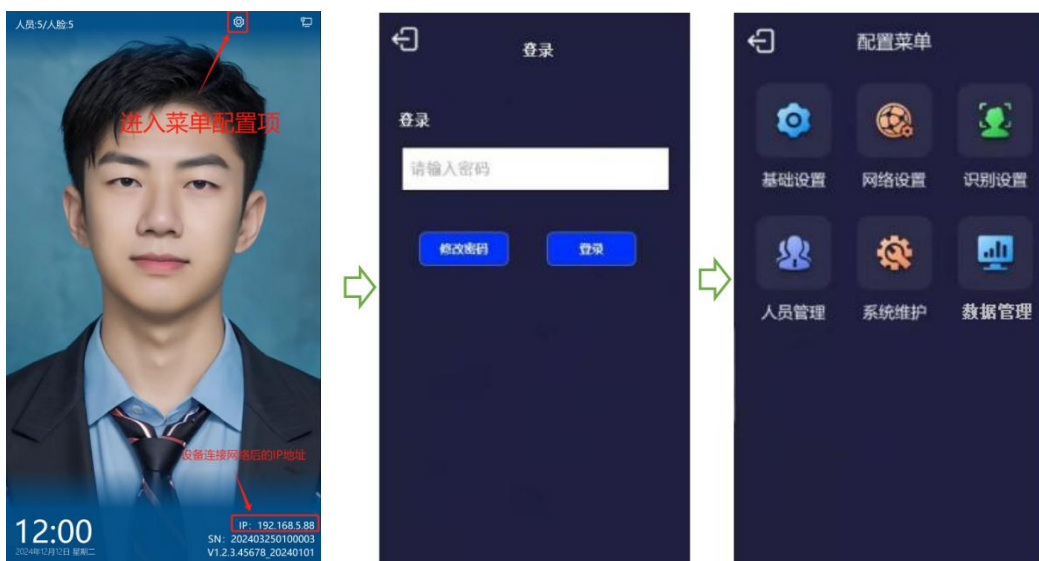 人员:5/人脸:5
进入菜单配置项
设备连接网络后的IP地址
12:00
2024年12月12日 星期二
IP: 192.168.5.88
SN: 202403250100003
V1.2.3.45678_20240101
登录
登录
请输入密码
修改密码
登录
配置菜单
基础设置
网络设置
识别设置
人员管理
系统维护
数据管理